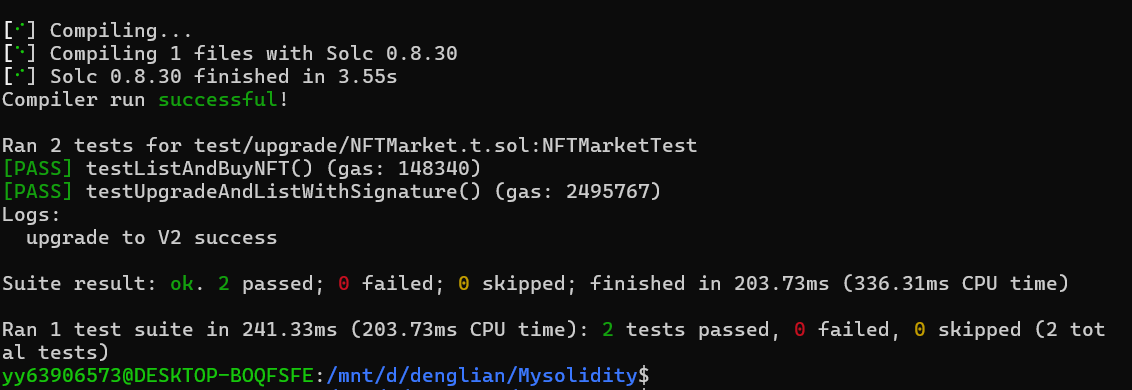 [⠊] Compiling...
[⠑] Compiling 1 files with Solc 0.8.30
[⠊] Solc 0.8.30 finished in 3.55s
Compiler run successful!
Ran 2 tests for test/upgrade/NFTMarket.t.sol:NFTMarketTest
[PASS] testListAndBuyNFT() (gas: 148340)
[PASS] testUpgradeAndListWithSignature() (gas: 2495767)
Logs:
  upgrade to V2 success
Suite result: ok. 2 passed; 0 failed; 0 skipped; finished in 203.73ms (336.31ms CPU time)
Ran 1 test suite in 241.33ms (203.73ms CPU time): 2 tests passed, 0 failed, 0 skipped (2 tot
al tests)
yy63906573@DESKTOP-BOQFSFE:/mnt/d/denglian/Mysolidity$